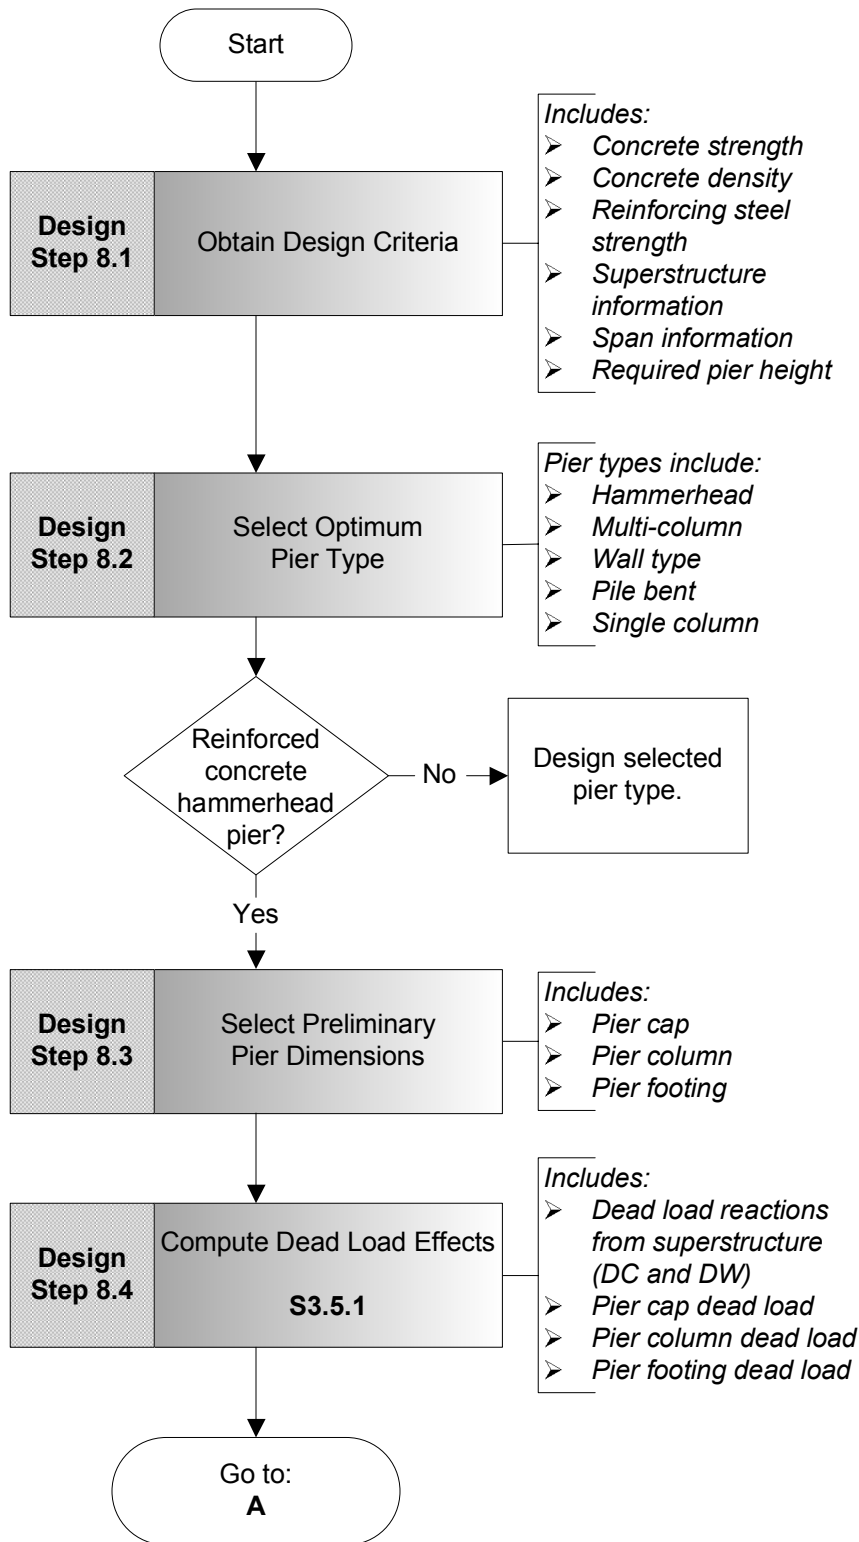 Start
Design
Step 8.1
Obtain Design Criteria
Includes:
➢ Concrete strength
➢ Concrete density
➢ Reinforcing steel
strength
➢ Superstructure
information
➢ Span information
➢ Required pier height
Design
Step 8.2
Select Optimum
Pier Type
Pier types include:
➢ Hammerhead
➢ Multi-column
➢ Wall type
➢ Pile bent
➢ Single column
Reinforced
concrete
hammerhead
pier?
No
Design selected
pier type.
Yes
Design
Step 8.3
Select Preliminary
Pier Dimensions
Includes:
➢ Pier cap
➢ Pier column
➢ Pier footing
Design
Step 8.4
Compute Dead Load Effects
S3.5.1
Includes:
➢ Dead load reactions
from superstructure
(DC and DW)
➢ Pier cap dead load
➢ Pier column dead load
➢ Pier footing dead load
Go to:
A